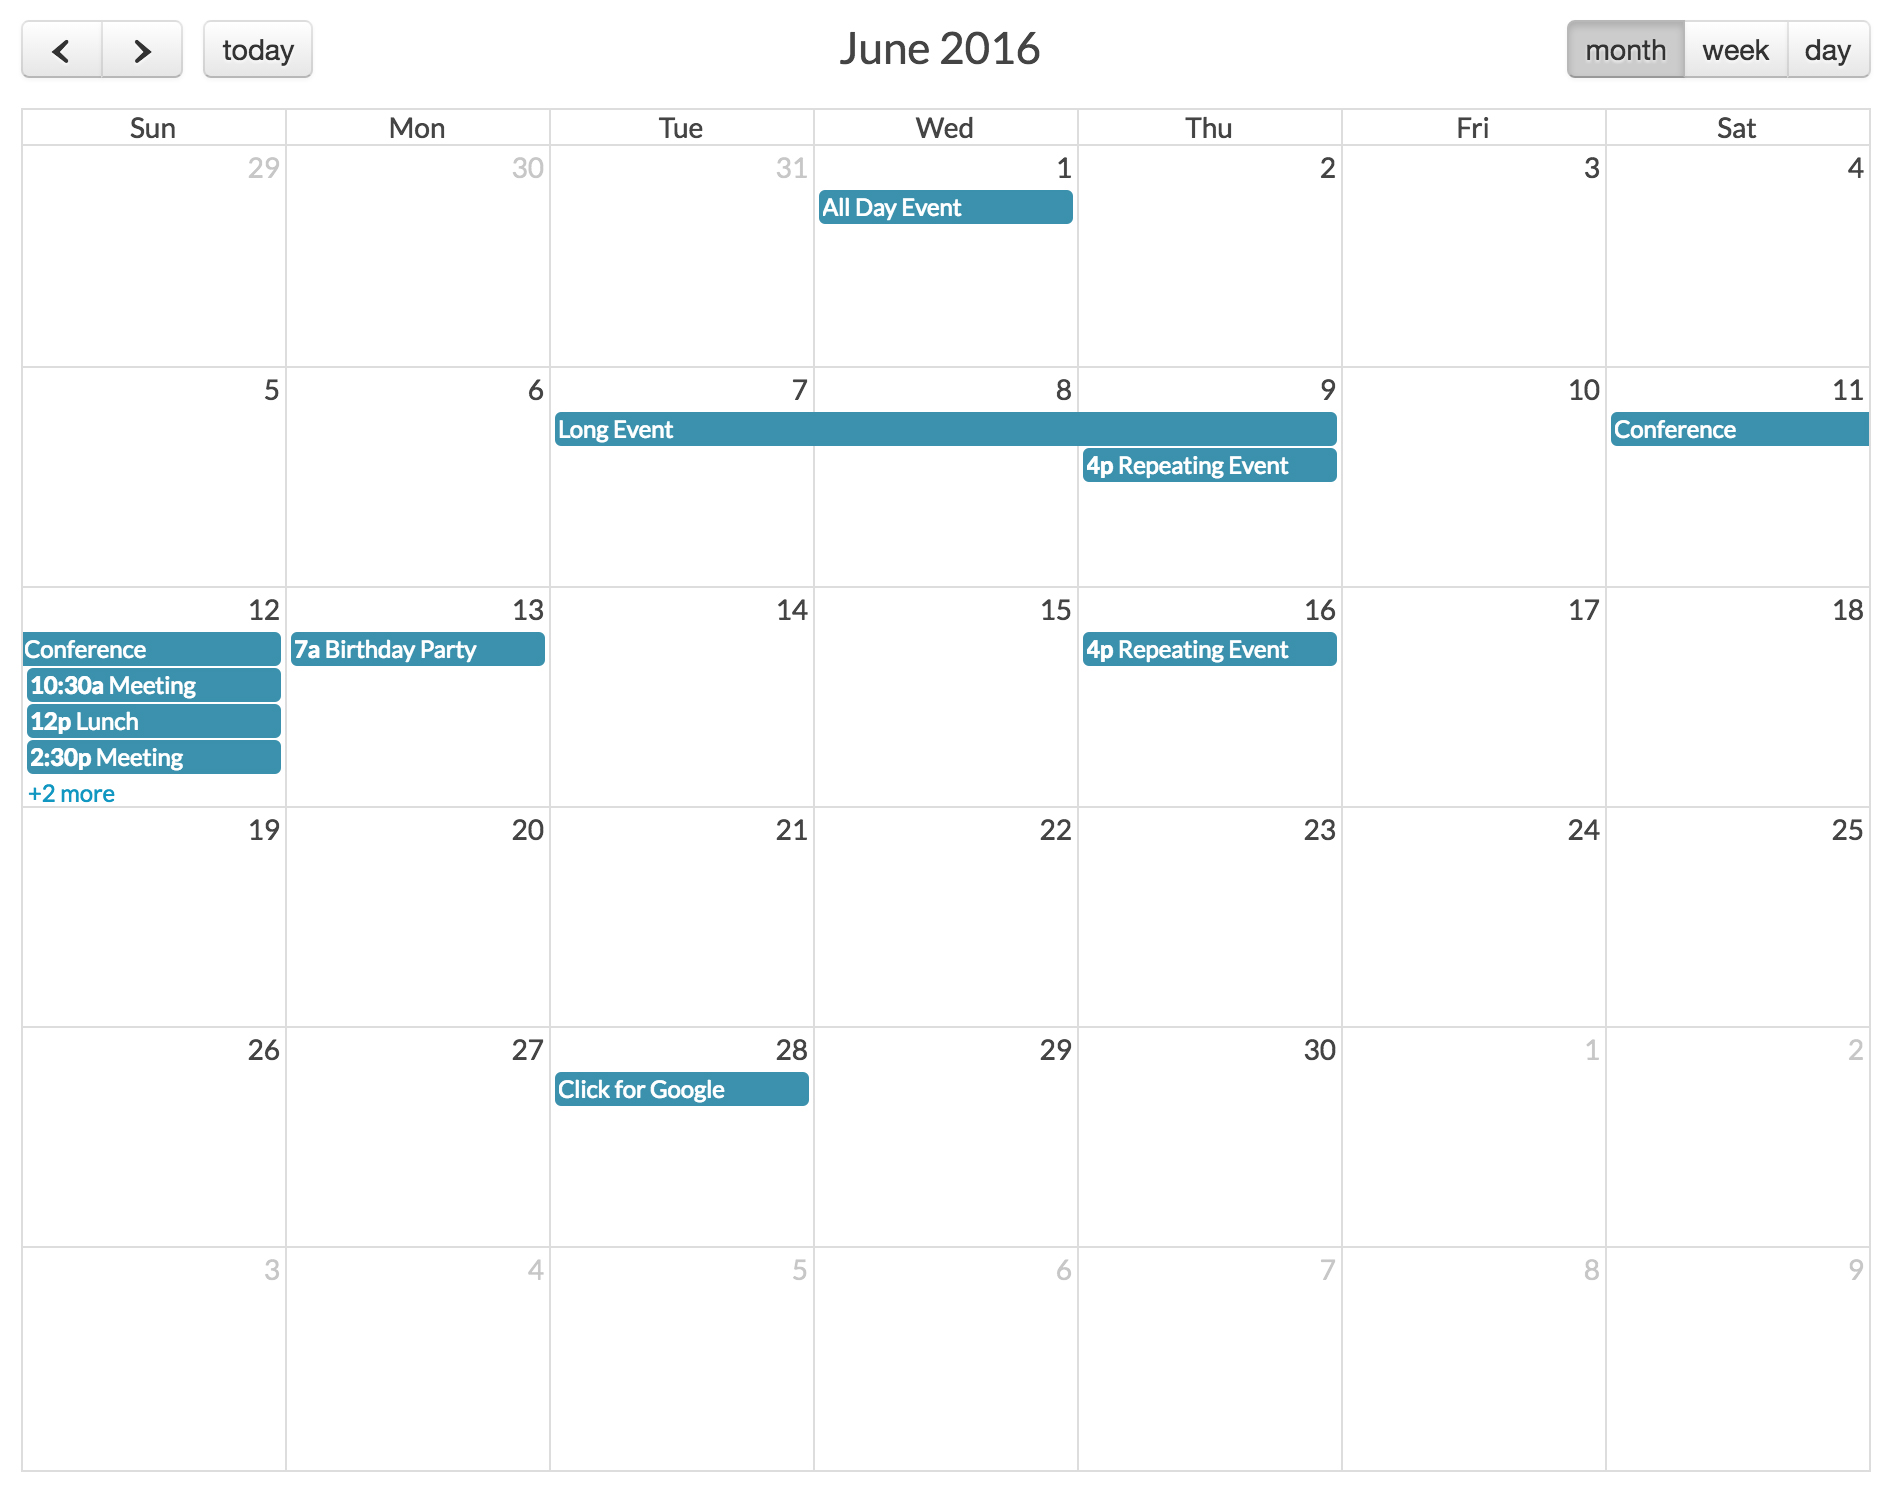 today June 2016 month week day
Sun Mon Tue Wed Thu Fri Sat
29 30 31 1 2 3 4
All Day Event
5 6 7 8 9 10 11
Long Event Conference
4p Repeating Event
12 13 14 15 16 17 18
Conference 7a Birthday Party 4p Repeating Event
10:30a Meeting
12p Lunch
2:30p Meeting
+2 more
19 20 21 22 23 24 25
26 27 28 29 30 1 2
Click for Google
3 4 5 6 7 8 9